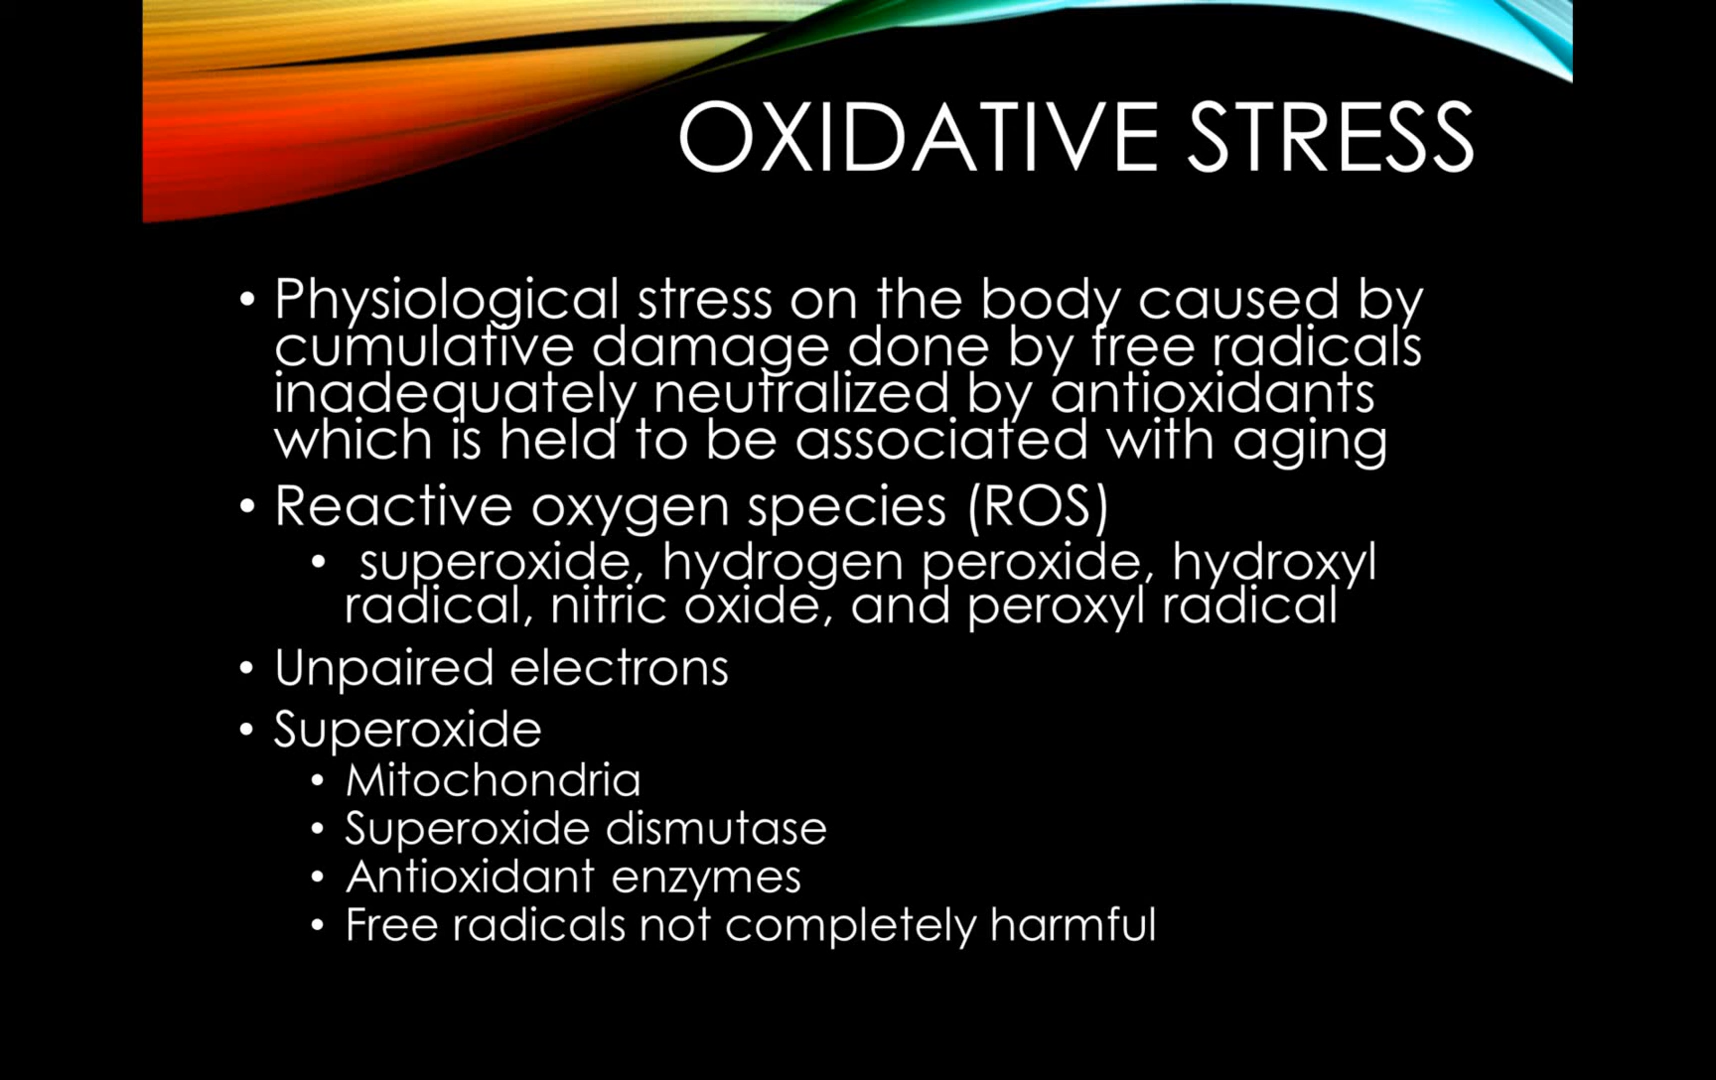 OXIDATIVE STRESS
• Physiological stress on the body caused by
cumulative damage done by free radicals
inadequately neutralized by antioxidants
which is held to be associated with aging
• Reactive oxygen species (ROS)
• superoxide, hydrogen peroxide, hydroxyl
radical, nitric oxide, and peroxyl radical
• Unpaired electrons
• Superoxide
• Mitochondria
• Superoxide dismutase
• Antioxidant enzymes
• Free radicals not completely harmful